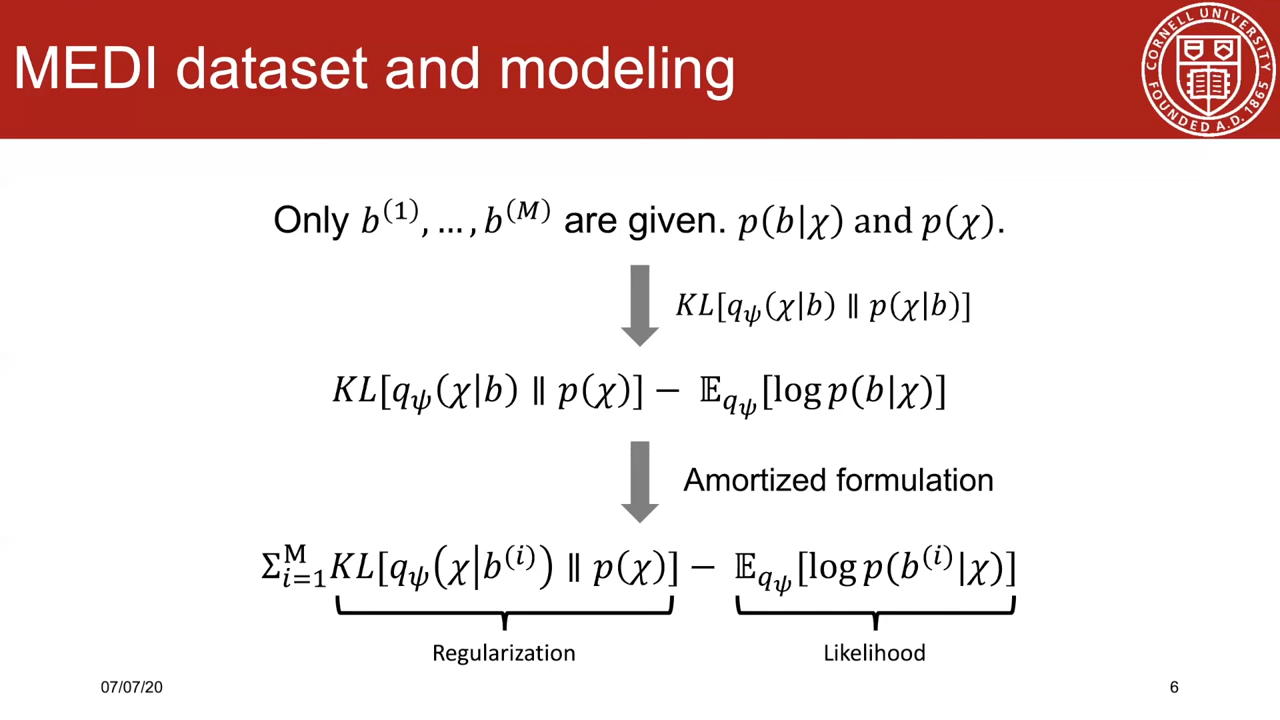 MEDI dataset and modeling
CORNELL UNIVERSITY
FOUNDED A.D. 1865
Only b⁽¹⁾, … , b⁽ᴹ⁾ are given. p(b|χ) and p(χ).
KL[q_ψ(χ|b) ∥ p(χ|b)]
KL[q_ψ(χ|b) ∥ p(χ)] − 𝔼_{q_ψ}[log p(b|χ)]
Amortized formulation
Σ_{i=1}^{M} KL[q_ψ(χ|b⁽ⁱ⁾) ∥ p(χ)] − 𝔼_{q_ψ}[log p(b⁽ⁱ⁾|χ)]
Regularization Likelihood
07/07/20 6